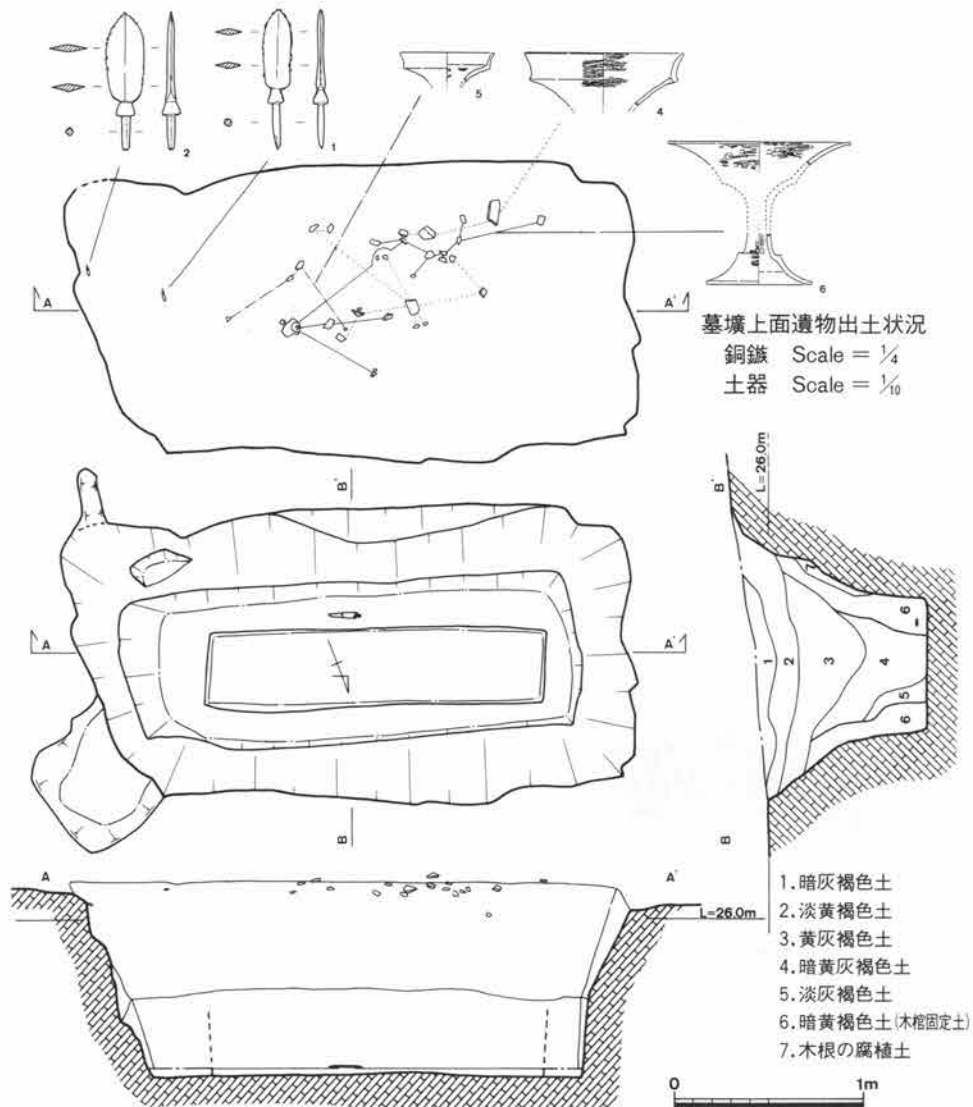 2
1
5
4
6
A
A'
墓壙上面遺物出土状況
銅鏃 Scale = 1/4
土器 Scale = 1/10
B'
B'
L=26.0m
A
A'
7
6
1
2
3
4
5
6
B
B
A
A'
L=26.0m
1.暗灰褐色土
2.淡黄褐色土
3.黄灰褐色土
4.暗黄灰褐色土
5.淡灰褐色土
6.暗黄褐色土(木棺固定土)
7.木根の腐植土
0
1m